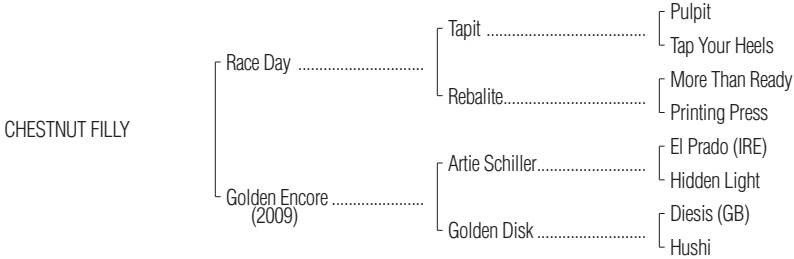 Pulpit
Tapit ......................................
Tap Your Heels
Race Day ..............................
More Than Ready
Rebalite..................................
Printing Press
CHESTNUT FILLY
El Prado (IRE)
Artie Schiller..........................
Hidden Light
Golden Encore ......................
(2009)
Diesis (GB)
Golden Disk ..........................
Hushi